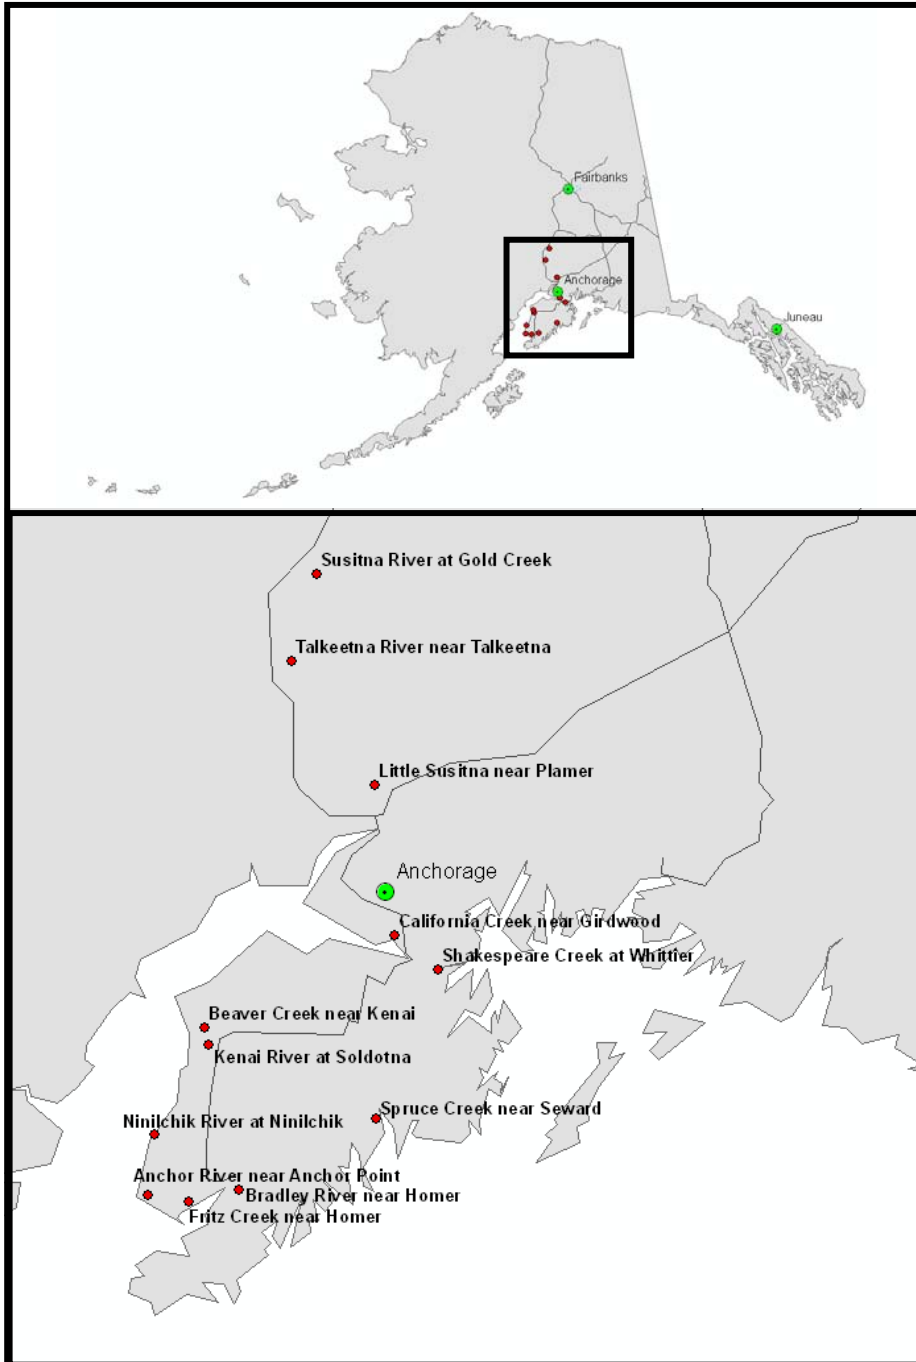 Fairbanks
Anchorage
Juneau
Susitna River at Gold Creek
Talkeetna River near Talkeetna
Little Susitna near Plamer
Anchorage
California Creek near Girdwood
Shakespeare Creek at Whittier
Beaver Creek near Kenai
Kenai River at Soldotna
Spruce Creek near Seward
Ninilchik River at Ninilchik
Anchor River near Anchor Point
Bradley River near Homer
Fritz Creek near Homer